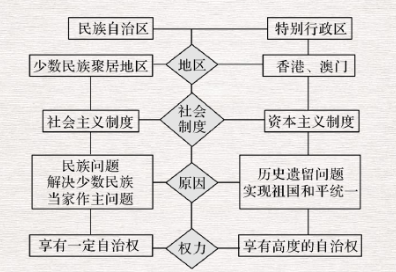 民族自治区
特别行政区
少数民族聚居地区
地区
香港、澳门
社会主义制度
社会
制度
资本主义制度
民族问题
解决少数民族
当家作主问题
原因
历史遗留问题
实现祖国和平统一
享有一定自治权
权力
享有高度的自治权